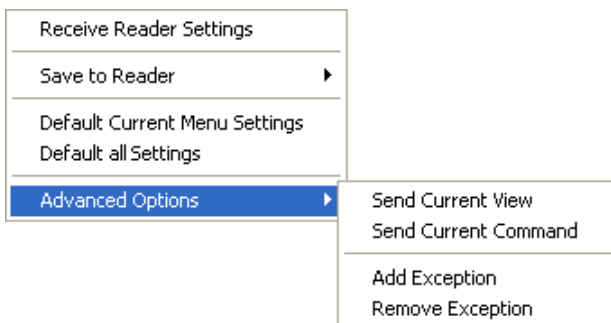 Receive Reader Settings
Save to Reader
Default Current Menu Settings
Default all Settings
Advanced Options
Send Current View
Send Current Command
Add Exception
Remove Exception